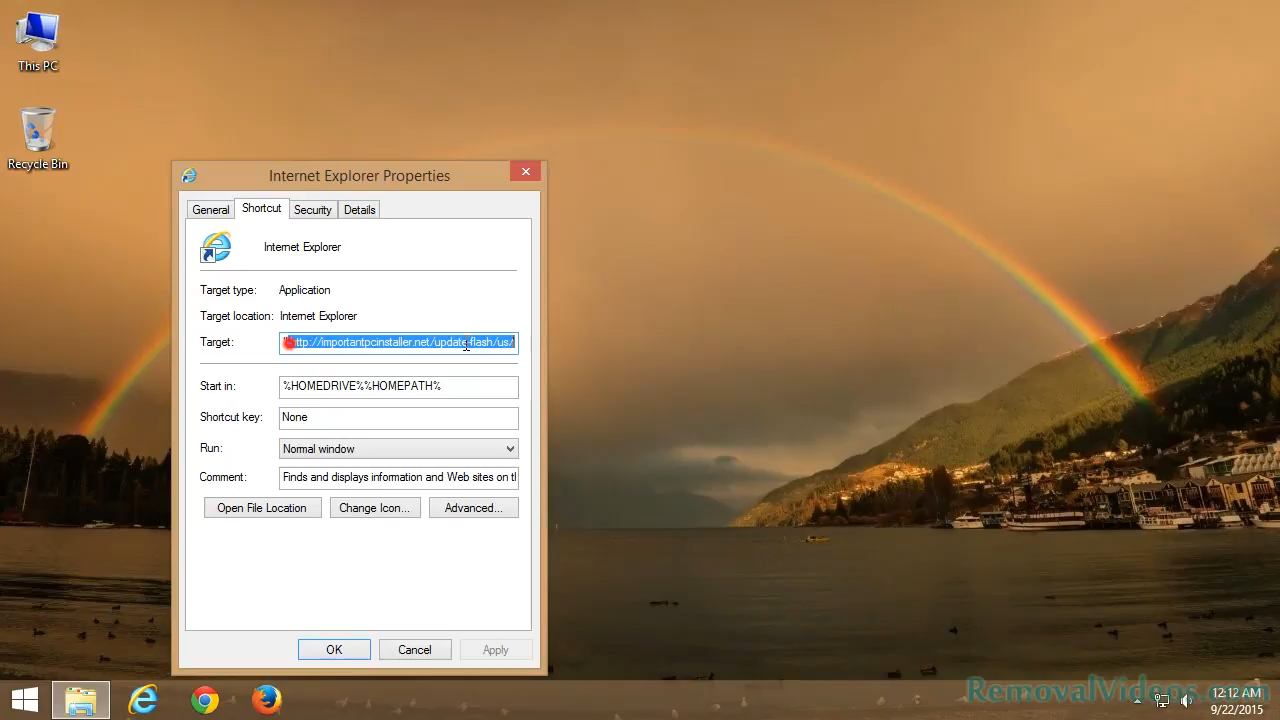 This PC
Recycle Bin
Internet Explorer Properties
General
Shortcut
Security
Details
Internet Explorer
Target type: Application
Target location: Internet Explorer
Target: ttp://importantpcinstaller.net/update-flash/us/
Start in: %HOMEDRIVE%%HOMEPATH%
Shortcut key: None
Run: Normal window
Comment: Finds and displays information and Web sites on tl
Open File Location
Change Icon...
Advanced...
OK
Cancel
Apply
RemovalVideos.com
12:12 AM
9/22/2015